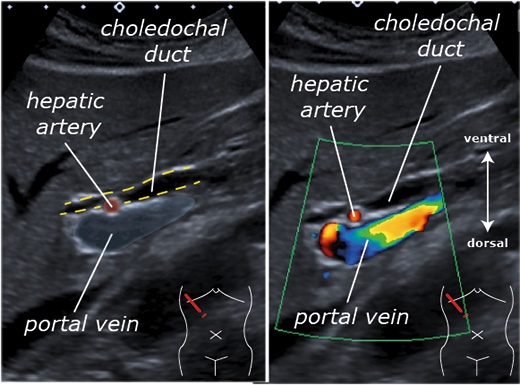 choledochal
duct
hepatic
artery
portal vein
choledochal
duct
hepatic
artery
ventral
dorsal
portal vein